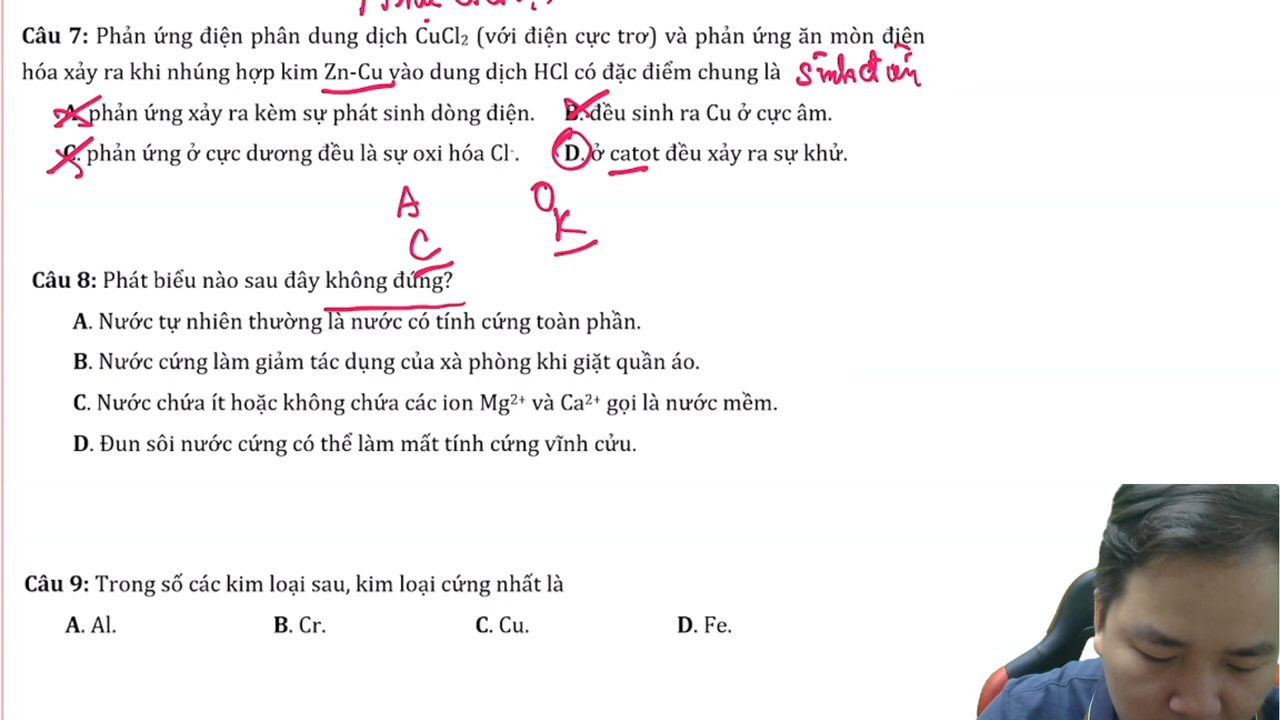 Câu 7: Phản ứng điện phân dung dịch CuCl₂ (với điện cực trơ) và phản ứng ăn mòn điện
hóa xảy ra khi nhúng hợp kim Zn-Cu vào dung dịch HCl có đặc điểm chung là
A. phản ứng xảy ra kèm sự phát sinh dòng điện. B. đều sinh ra Cu ở cực âm.
C. phản ứng ở cực dương đều là sự oxi hóa Cl⁻. D. ở catot đều xảy ra sự khử.
A O
C K
Câu 8: Phát biểu nào sau đây không đúng?
A. Nước tự nhiên thường là nước có tính cứng toàn phần.
B. Nước cứng làm giảm tác dụng của xà phòng khi giặt quần áo.
C. Nước chứa ít hoặc không chứa các ion Mg²⁺ và Ca²⁺ gọi là nước mềm.
D. Đun sôi nước cứng có thể làm mất tính cứng vĩnh cửu.
Câu 9: Trong số các kim loại sau, kim loại cứng nhất là
A. Al. B. Cr. C. Cu. D. Fe.